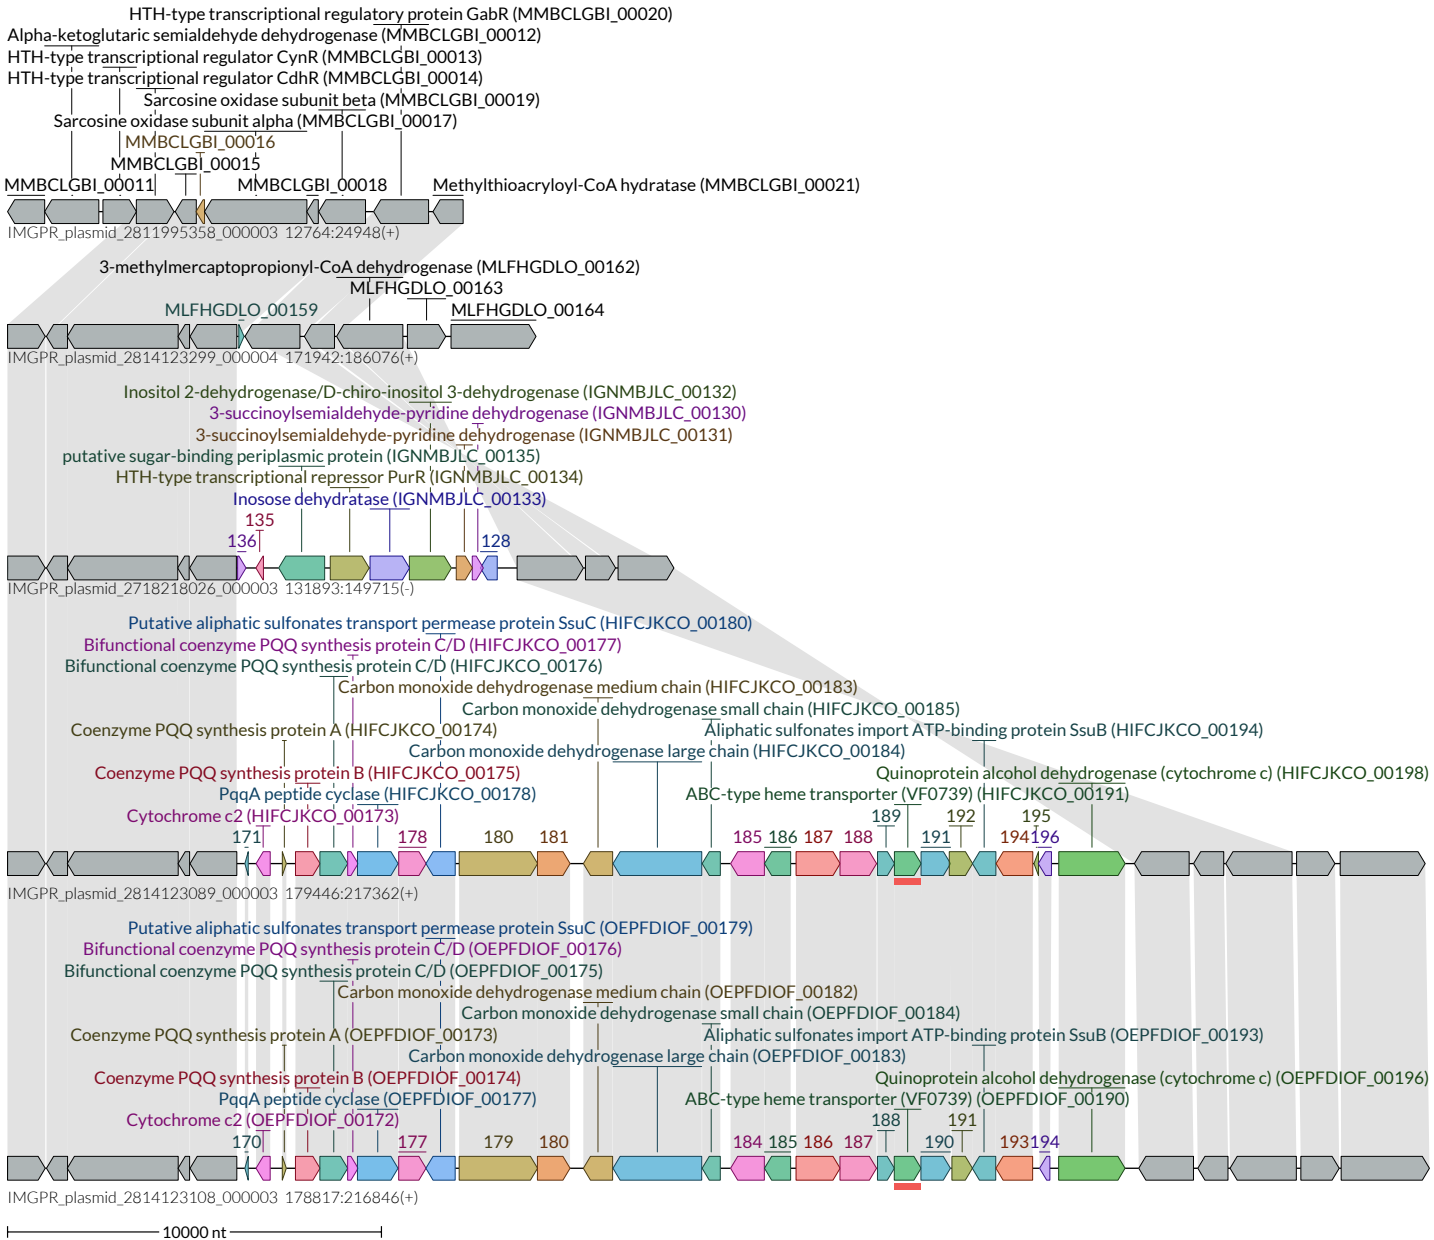 HTH-type transcriptional regulatory protein GabR (MMBCLGBI_00020)
Alpha-ketoglutaric semialdehyde dehydrogenase (MMBCLGBI_00012)
HTH-type transcriptional regulator CynR (MMBCLGBI_00013)
HTH-type transcriptional regulator CdhR (MMBCLGBI_00014)
Sarcosine oxidase subunit beta (MMBCLGBI_00019)
Sarcosine oxidase subunit alpha (MMBCLGBI_00017)
MMBCLGBI_00016
MMBCLGBI_00015
MMBCLGBI_00011 MMBCLGBI_00018 Methylthioacryloyl-CoA hydratase (MMBCLGBI_00021)
IMGPR_plasmid_2811995358_000003 12764:24948(+)
3-methylmercaptopropionyl-CoA dehydrogenase (MLFHGDLO_00162)
MLFHGDLO_00163
MLFHGDLO_00159 MLFHGDLO_00164
IMGPR_plasmid_2814123299_000004 171942:186076(+)
Inositol 2-dehydrogenase/D-chiro-inositol 3-dehydrogenase (IGNMBJLC_00132)
3-succinoylsemialdehyde-pyridine dehydrogenase (IGNMBJLC_00130)
3-succinoylsemialdehyde-pyridine dehydrogenase (IGNMBJLC_00131)
putative sugar-binding periplasmic protein (IGNMBJLC_00135)
HTH-type transcriptional repressor PurR (IGNMBJLC_00134)
Inosose dehydratase (IGNMBJLC_00133)
135
136 128
IMGPR_plasmid_2718218026_000003 131893:149715(-)
Putative aliphatic sulfonates transport permease protein SsuC (HIFCJKCO_00180)
Bifunctional coenzyme PQQ synthesis protein C/D (HIFCJKCO_00177)
Bifunctional coenzyme PQQ synthesis protein C/D (HIFCJKCO_00176)
Carbon monoxide dehydrogenase medium chain (HIFCJKCO_00183)
Carbon monoxide dehydrogenase small chain (HIFCJKCO_00185)
Coenzyme PQQ synthesis protein A (HIFCJKCO_00174) Aliphatic sulfonates import ATP-binding protein SsuB (HIFCJKCO_00194)
Carbon monoxide dehydrogenase large chain (HIFCJKCO_00184)
Coenzyme PQQ synthesis protein B (HIFCJKCO_00175) Quinoprotein alcohol dehydrogenase (cytochrome c) (HIFCJKCO_00198)
PqqA peptide cyclase (HIFCJKCO_00178) ABC-type heme transporter (VF0739) (HIFCJKCO_00191)
Cytochrome c2 (HIFCJKCO_00173) 189 192 195
171 178 180 181 185 186 187 188 191 194 196
IMGPR_plasmid_2814123089_000003 179446:217362(+)
Putative aliphatic sulfonates transport permease protein SsuC (OEPFDIOF_00179)
Bifunctional coenzyme PQQ synthesis protein C/D (OEPFDIOF_00176)
Bifunctional coenzyme PQQ synthesis protein C/D (OEPFDIOF_00175)
Carbon monoxide dehydrogenase medium chain (OEPFDIOF_00182)
Carbon monoxide dehydrogenase small chain (OEPFDIOF_00184)
Coenzyme PQQ synthesis protein A (OEPFDIOF_00173) Aliphatic sulfonates import ATP-binding protein SsuB (OEPFDIOF_00193)
Carbon monoxide dehydrogenase large chain (OEPFDIOF_00183)
Coenzyme PQQ synthesis protein B (OEPFDIOF_00174) Quinoprotein alcohol dehydrogenase (cytochrome c) (OEPFDIOF_00196)
PqqA peptide cyclase (OEPFDIOF_00177) ABC-type heme transporter (VF0739) (OEPFDIOF_00190)
Cytochrome c2 (OEPFDIOF_00172) 188 191
170 177 179 180 184 185 186 187 190 193 194
IMGPR_plasmid_2814123108_000003 178817:216846(+)
10000 nt